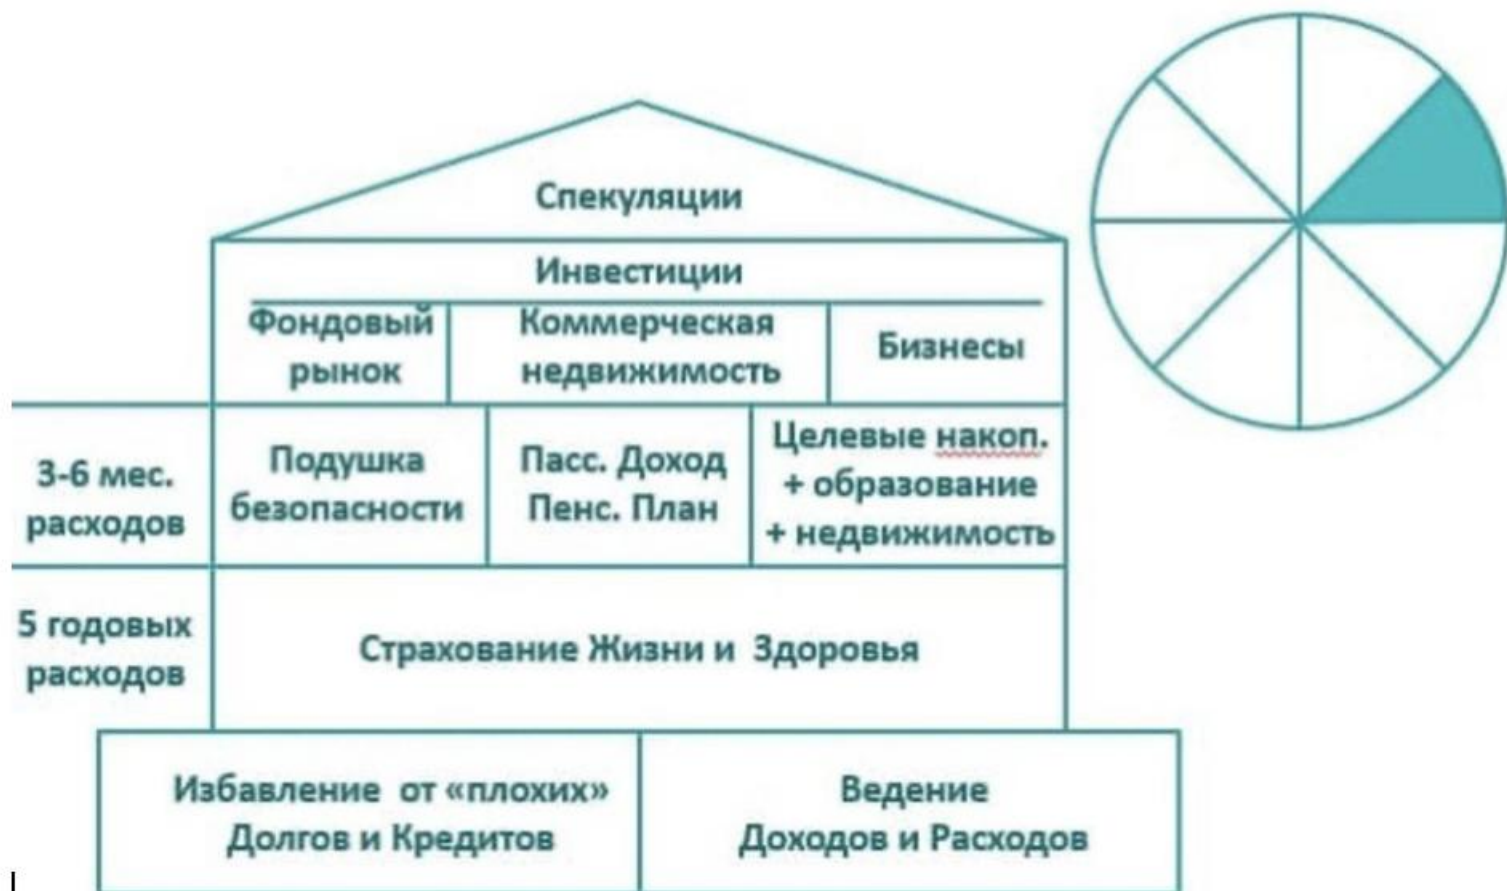 Спекуляции
Инвестиции
Фондовый
рынок
Коммерческая
недвижимость
Бизнесы
3-6 мес.
расходов
Подушка
безопасности
Пасс. Доход
Пенс. План
Целевые накоп.
+ образование
+ недвижимость
5 годовых
расходов
Страхование Жизни и Здоровья
Избавление от «плохих»
Долгов и Кредитов
Ведение
Доходов и Расходов